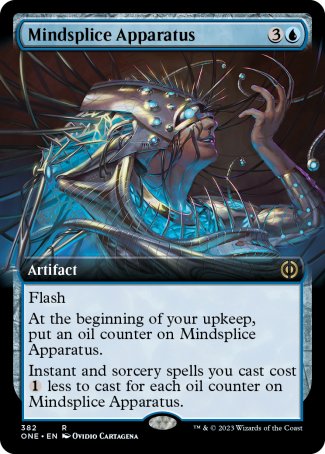 Mindsplice Apparatus 3
Artifact
Flash
At the beginning of your upkeep,
put an oil counter on Mindsplice
Apparatus.
Instant and sorcery spells you cast cost
1 less to cast for each oil counter on
Mindsplice Apparatus.
382 R
ONE • EN Ovidio Cartagena
™ & © 2023 Wizards of the Coast